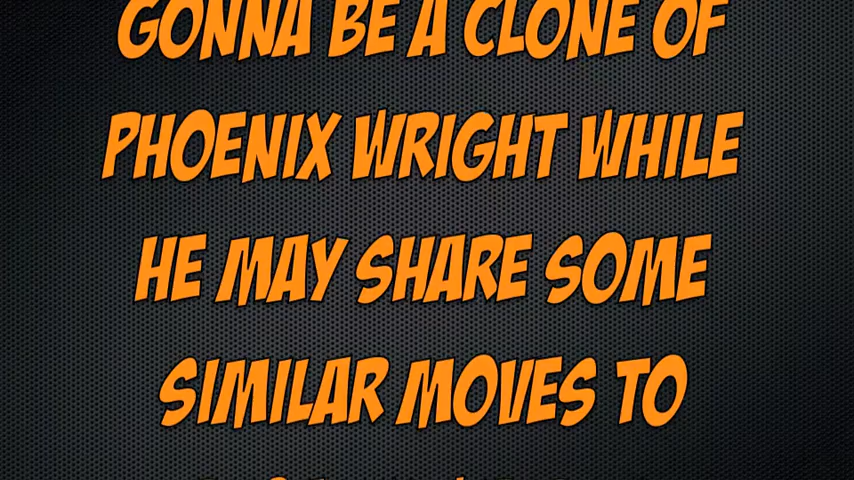 GONNA BE A CLONE OF
PHOENIX WRIGHT WHILE
HE MAY SHARE SOME
SIMILAR MOVES TO